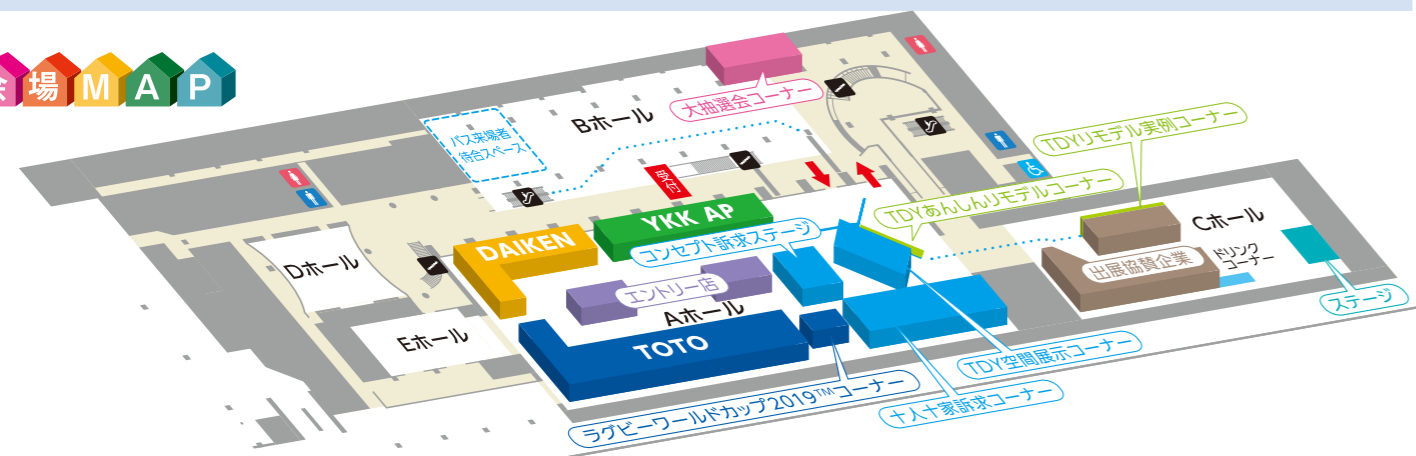 会場MAP
大抽選会コーナー
Bホール
バス来場者
待合スペース
受付
TDYリモデル実例コーナー
TDYあんしんリモデルコーナー
YKK AP
DAIKEN
コンセプト訴求ステージ
Cホール
Dホール
出展協賛企業
ドリンク
コーナー
エントリー店
Aホール
ステージ
Eホール
TOTO
TDY空間展示コーナー
ラグビーワールドカップ2019™コーナー
十人十家訴求コーナー